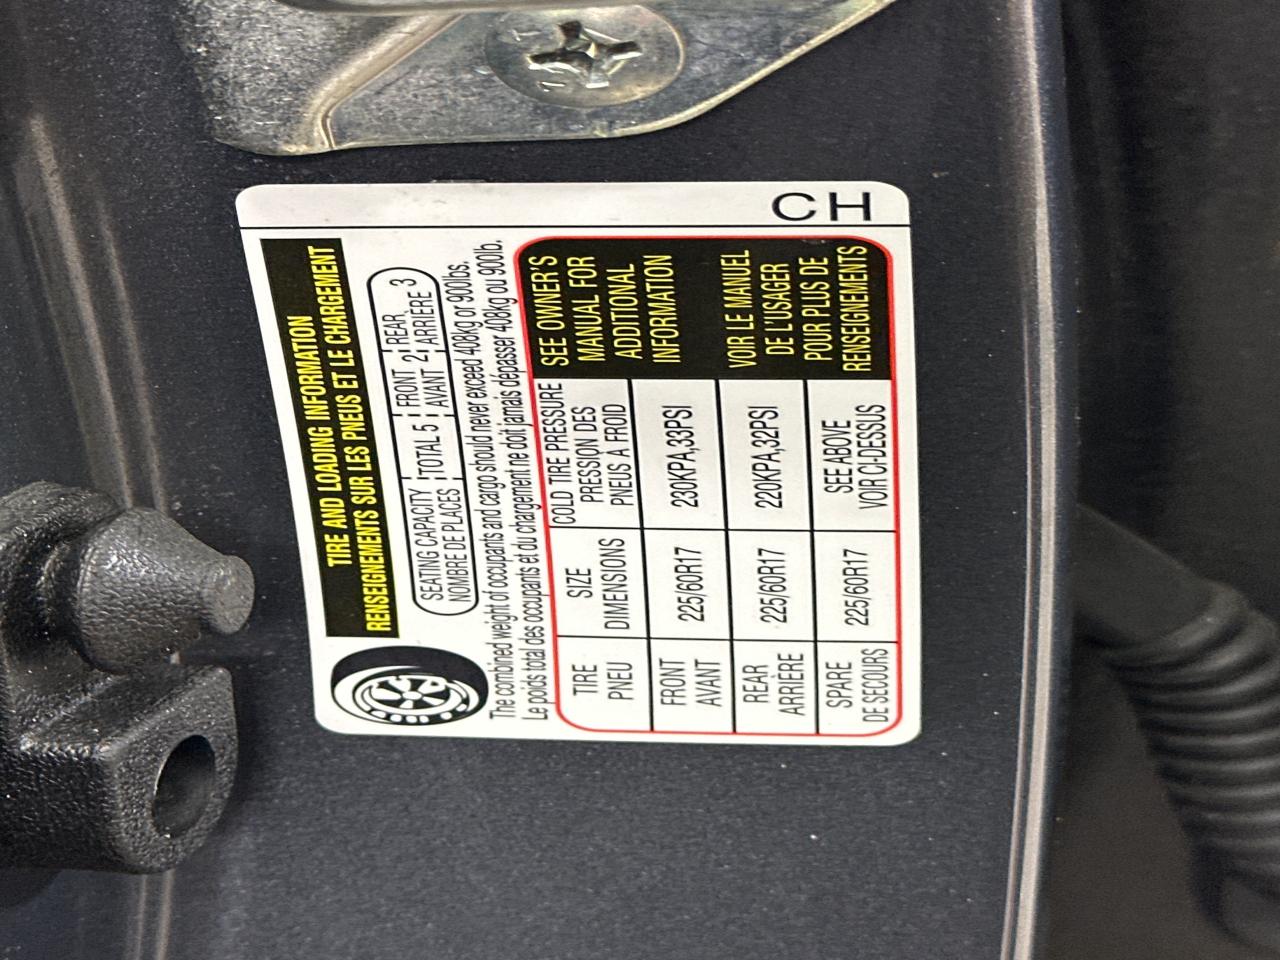 TIRE AND LOADING INFORMATION
RENSEIGNEMENTS SUR LES PNEUS ET LE CHARGEMENT
SEATING CAPACITY TOTAL 5 FRONT 2 REAR 3
NOMBRE DE PLACES AVANT ARRIÈRE
The combined weight of occupants and cargo should never exceed 408kg or 900lbs.
Le poids total des occupants et du chargement ne doit jamais dépasser 408kg ou 900lb.
TIRE SIZE COLD TIRE PRESSURE
PNEU DIMENSIONS PRESSION DES
PNEUS A FROID
FRONT 225/60R17 230KPA,33PSI
AVANT
REAR 225/60R17 220KPA,32PSI
ARRIÈRE
SPARE 225/60R17 SEE ABOVE
DE SECOURS VOIR CI-DESSUS
SEE OWNER'S
MANUAL FOR
ADDITIONAL
INFORMATION
VOIR LE MANUEL
DE L'USAGER
POUR PLUS DE
RENSEIGNEMENTS
CH